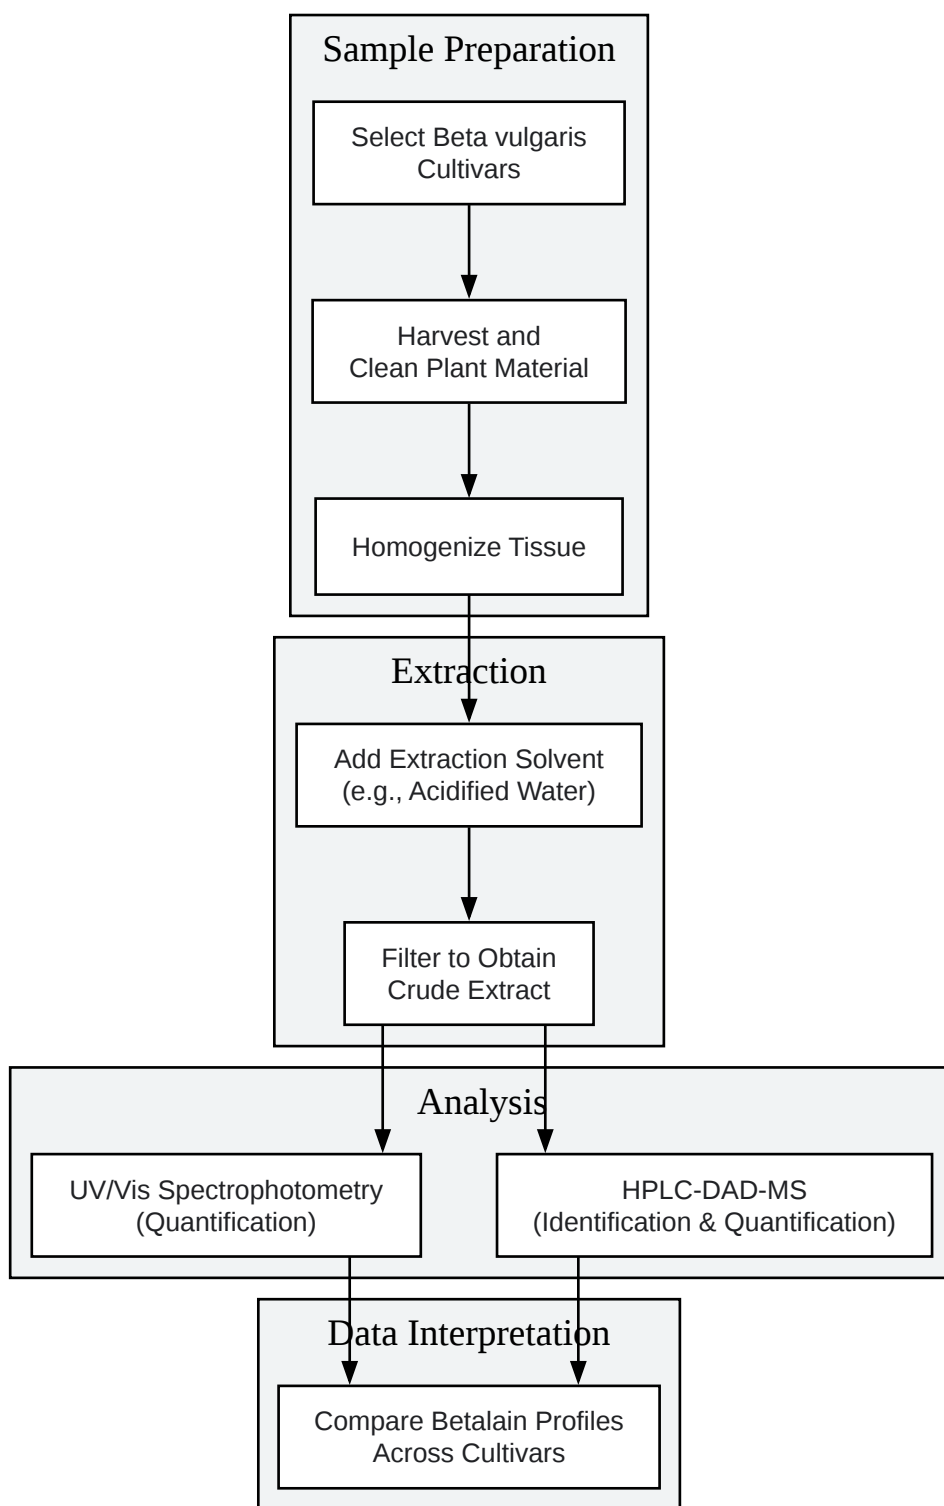 Sample Preparation
Select Beta vulgaris
Cultivars
Harvest and
Clean Plant Material
Homogenize Tissue
Extraction
Add Extraction Solvent
(e.g., Acidified Water)
Filter to Obtain
Crude Extract
Analysis
UV/Vis Spectrophotometry
(Quantification)
HPLC-DAD-MS
(Identification & Quantification)
Data Interpretation
Compare Betalain Profiles
Across Cultivars